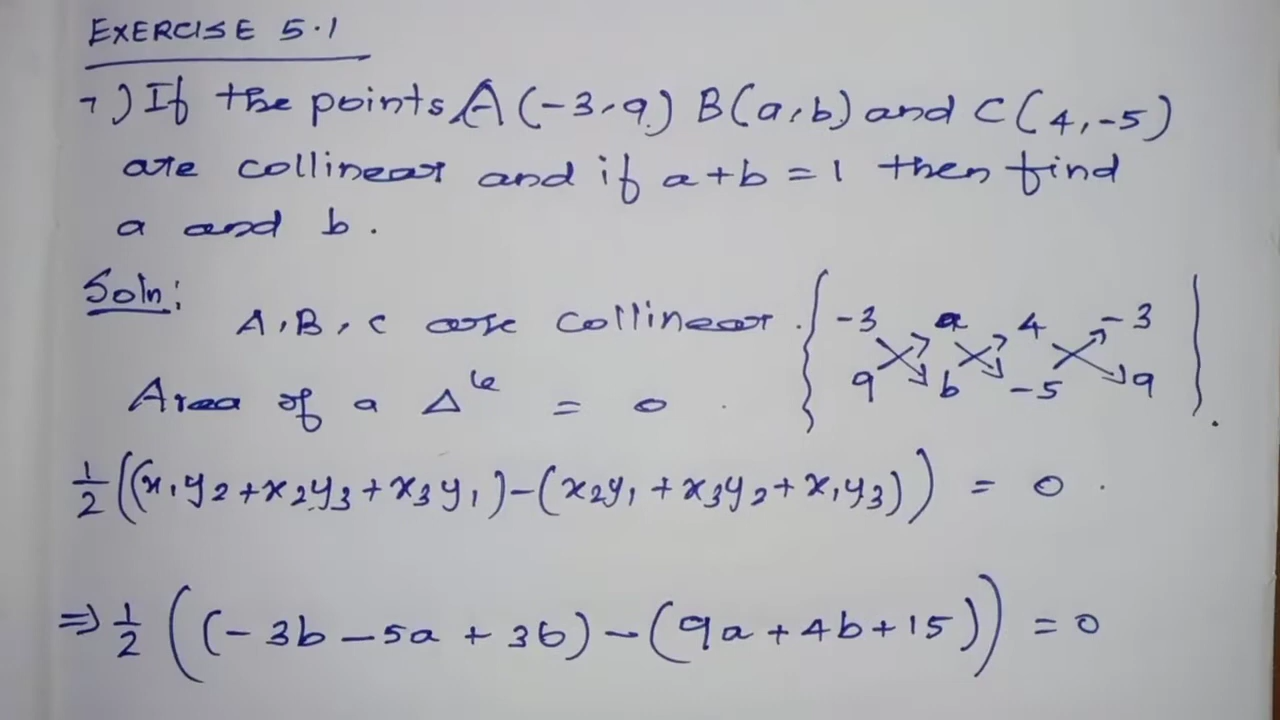 EXERCISE 5.1
7) If the points A(-3,9) B(a,b) and C(4,-5)
are collinear and if a+b=1 then find
a and b.
Soln:
A,B,C are collinear.
-3 a 4 -3
9 b -5 9
Area of a Δle = 0.
1/2((x₁y₂+x₂y₃+x₃y₁)-(x₂y₁+x₃y₂+x₁y₃)) = 0.
⇒ 1/2((-3b-5a+36)-(9a+4b+15)) = 0